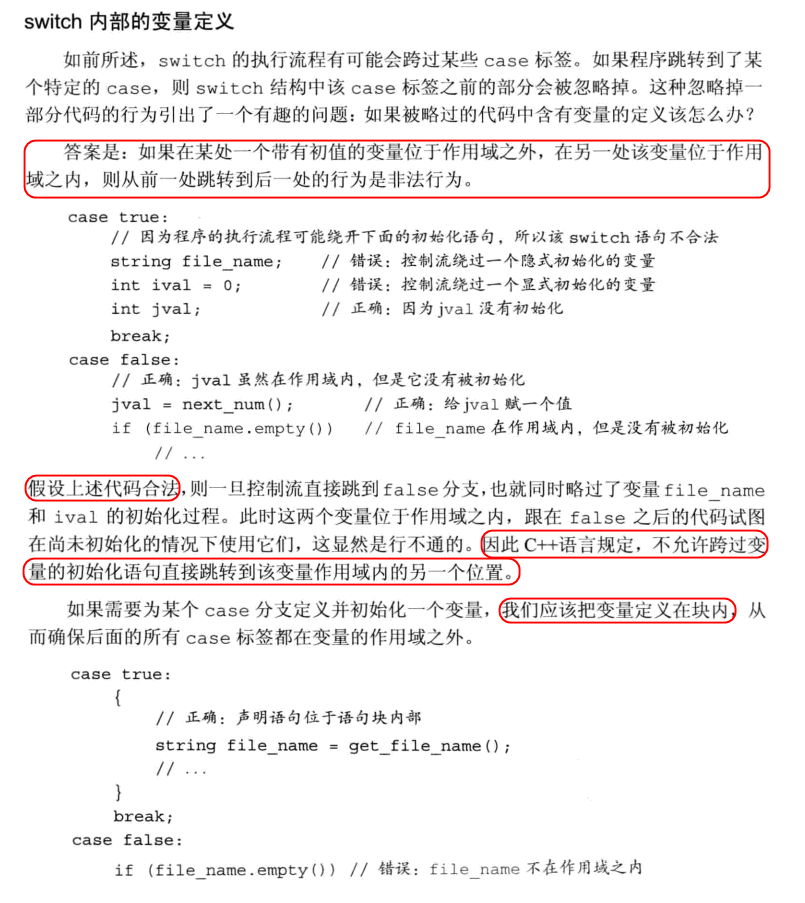 switch 内部的变量定义
如前所述，switch 的执行流程有可能会跨过某些 case 标签。如果程序跳转到了某
个特定的 case，则 switch 结构中该 case 标签之前的部分会被忽略掉。这种忽略掉一
部分代码的行为引出了一个有趣的问题：如果被略过的代码中含有变量的定义该怎么办？
答案是：如果在某处一个带有初值的变量位于作用域之外，在另一处该变量位于作用
域之内，则从前一处跳转到后一处的行为是非法行为。
case true:
// 因为程序的执行流程可能绕开下面的初始化语句，所以该 switch 语句不合法
string file_name; // 错误：控制流绕过一个隐式初始化的变量
int ival = 0; // 错误：控制流绕过一个显式初始化的变量
int jval; // 正确：因为 jval 没有初始化
break;
case false:
// 正确：jval 虽然在作用域内，但是它没有被初始化
jval = next_num(); // 正确：给 jval 赋一个值
if (file_name.empty()) // file_name 在作用域内，但是没有被初始化
// ...
假设上述代码合法，则一旦控制流直接跳到 false 分支，也就同时略过了变量 file_name
和 ival 的初始化过程。此时这两个变量位于作用域之内，跟在 false 之后的代码试图
在尚未初始化的情况下使用它们，这显然是行不通的。因此 C++语言规定，不允许跨过变
量的初始化语句直接跳转到该变量作用域内的另一个位置。
如果需要为某个 case 分支定义并初始化一个变量，我们应该把变量定义在块内，从
而确保后面的所有 case 标签都在变量的作用域之外。
case true:
{
// 正确：声明语句位于语句块内部
string file_name = get_file_name();
// ...
}
break;
case false:
if (file_name.empty()) // 错误：file_name 不在作用域之内